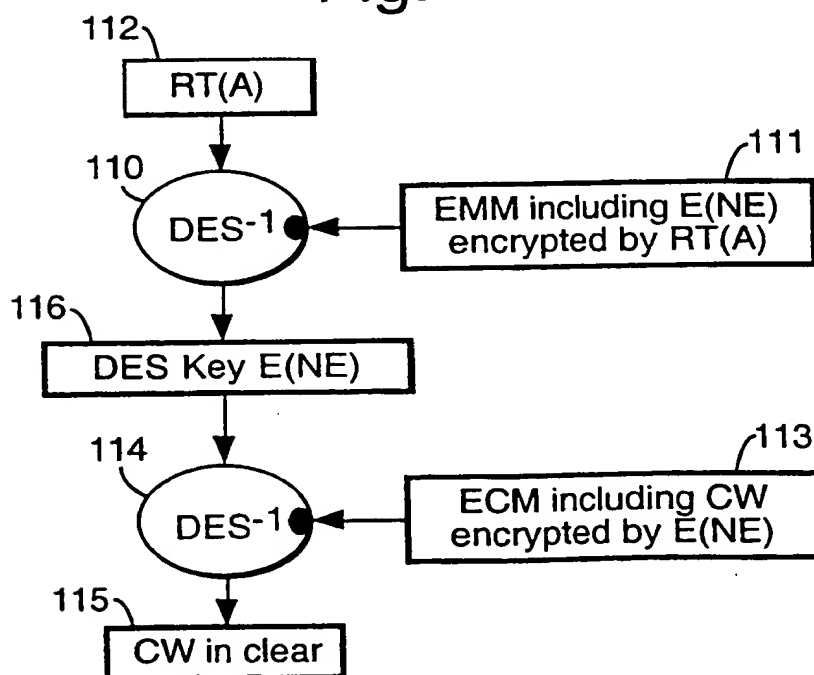 112
RT(A)
110
DES-1
111
EMM including E(NE)
encrypted by RT(A)
116
DES Key E(NE)
114
DES-1
113
ECM including CW
encrypted by E(NE)
115
CW in clear